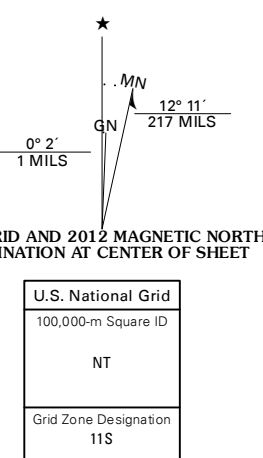 ★
MN
GN
12° 11´
217 MILS
0° 2´
1 MILS
RID AND 2012 MAGNETIC NORTH
INATION AT CENTER OF SHEET
U.S. National Grid
100,000-m Square ID
NT
Grid Zone Designation
11S